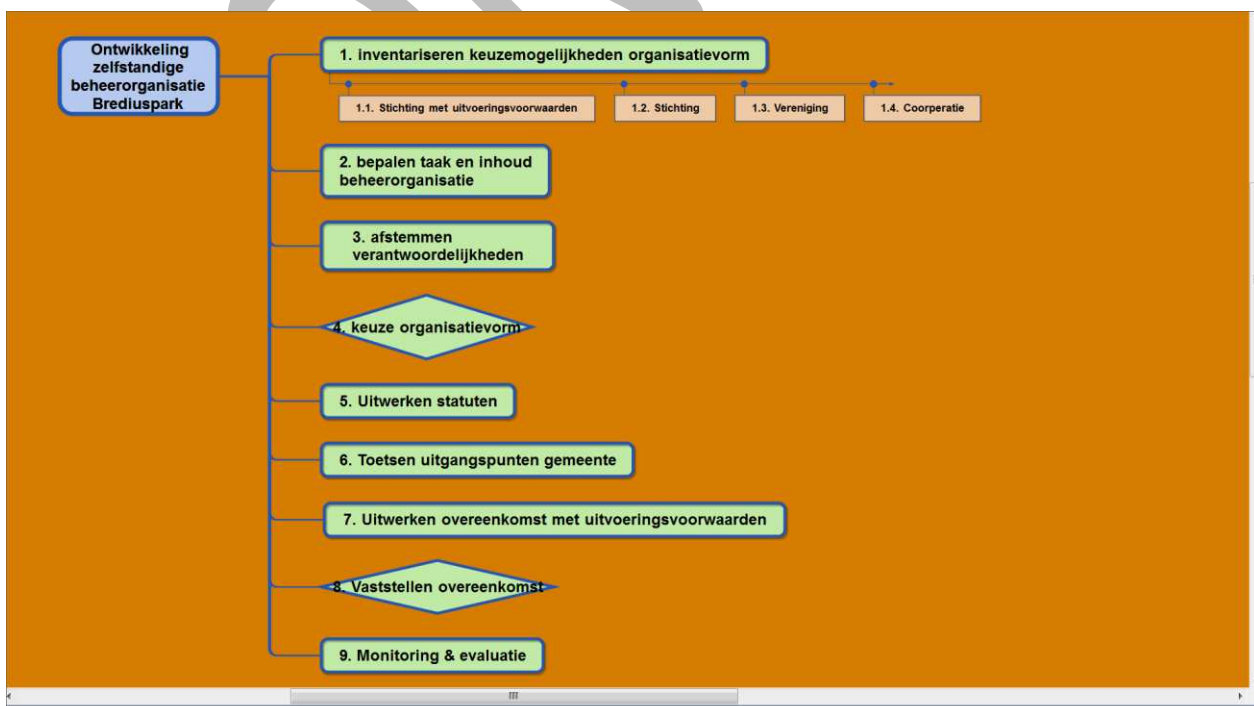 Ontwikkeling
zelfstandige
beheerorganisatie
Brediuspark
1. inventariseren keuzemogelijkheden organisatievorm
1.1. Stichting met uitvoeringsvoorwaarden
1.2. Stichting
1.3. Vereniging
1.4. Coorperatie
2. bepalen taak en inhoud
beheerorganisatie
3. afstemmen
verantwoordelijkheden
4. keuze organisatievorm
5. Uitwerken statuten
6. Toetsen uitgangspunten gemeente
7. Uitwerken overeenkomst met uitvoeringsvoorwaarden
8. Vaststellen overeenkomst
9. Monitoring & evaluatie